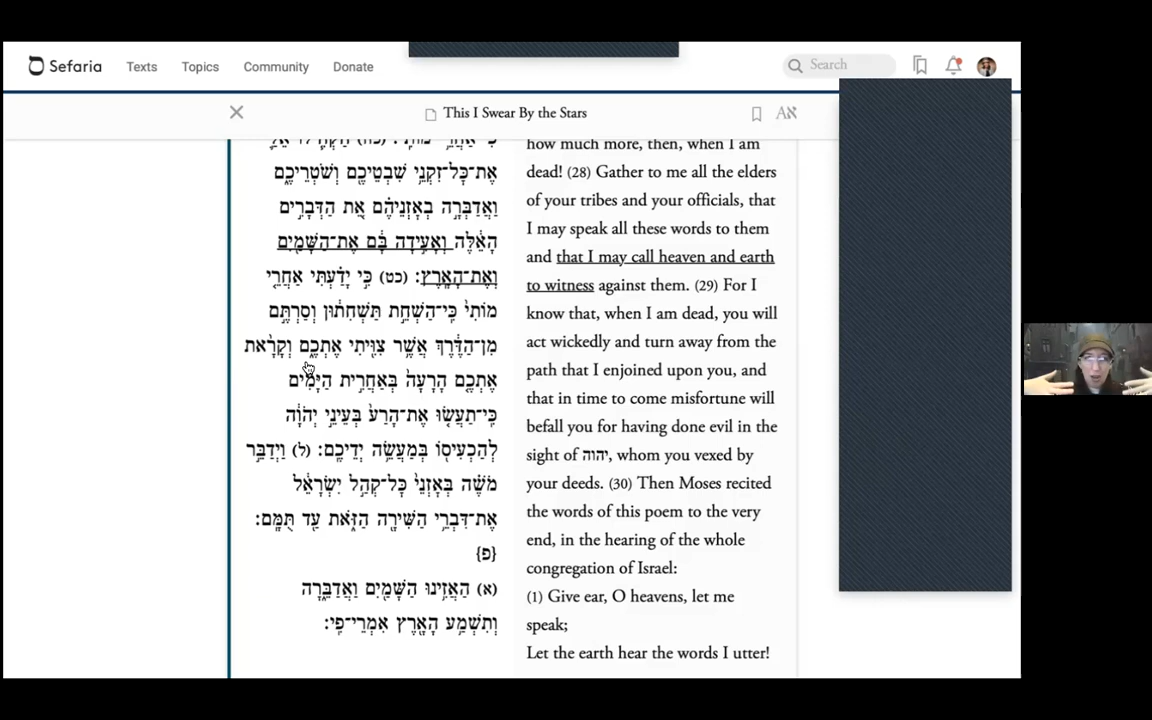 Sefaria
Texts
Topics
Community
Donate
Search
This I Swear By the Stars
אֶת־כׇּל־זִקְנֵ֥י שִׁבְטֵיכֶ֖ם וְשֹׁטְרֵיכֶ֑ם
וַאֲדַבְּרָ֣ה בְאׇזְנֵיהֶ֗ם אֵ֚ת הַדְּבָרִ֣ים
הָאֵ֔לֶּה וְאָעִ֣ידָה בָּ֔ם אֶת־הַשָּׁמַ֖יִם
וְאֶת־הָאָֽרֶץ׃ (כט) כִּ֣י יָדַ֗עְתִּי אַחֲרֵ֤י
מוֹתִי֙ כִּֽי־הַשְׁחֵ֣ת תַּשְׁחִת֔וּן וְסַרְתֶּ֣ם
מִן־הַדֶּ֔רֶךְ אֲשֶׁ֥ר צִוִּ֖יתִי אֶתְכֶ֑ם וְקָרָ֨את
אֶתְכֶ֤ם הָרָעָה֙ בְּאַחֲרִ֣ית הַיָּמִ֔ים
כִּֽי־תַעֲשׂ֤וּ אֶת־הָרַע֙ בְּעֵינֵ֣י יְהֹוָ֔ה
לְהַכְעִיס֖וֹ בְּמַעֲשֵׂ֥ה יְדֵיכֶֽם׃ (ל) וַיְדַבֵּ֣ר
מֹשֶׁ֗ה בְּאׇזְנֵי֙ כׇּל־קְהַ֣ל יִשְׂרָאֵ֔ל
אֶת־דִּבְרֵ֥י הַשִּׁירָ֖ה הַזֹּ֑את עַ֖ד תֻּמָּֽם׃
{פ}
(א) הַאֲזִ֥ינוּ הַשָּׁמַ֖יִם וַאֲדַבֵּ֑רָה
וְתִשְׁמַ֥ע הָאָ֖רֶץ אִמְרֵי־פִֽי׃
how much more, then, when I am
dead! (28) Gather to me all the elders
of your tribes and your officials, that
I may speak all these words to them
and that I may call heaven and earth
to witness against them. (29) For I
know that, when I am dead, you will
act wickedly and turn away from the
path that I enjoined upon you, and
that in time to come misfortune will
befall you for having done evil in the
sight of יהוה, whom you vexed by
your deeds. (30) Then Moses recited
the words of this poem to the very
end, in the hearing of the whole
congregation of Israel:
(1) Give ear, O heavens, let me
speak;
Let the earth hear the words I utter!